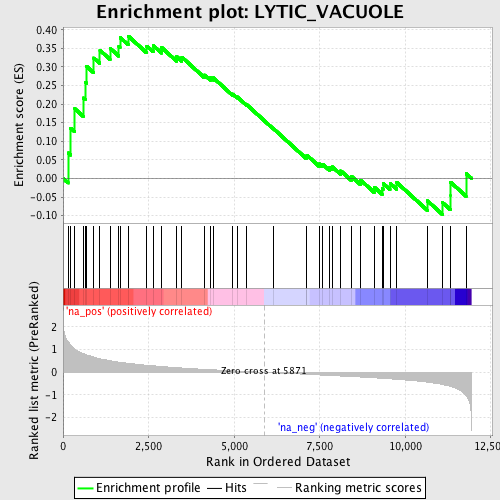 Enrichment plot: LYTIC_VACUOLE
Enrichment score (ES)
0.40
0.35
0.30
0.25
0.20
0.15
0.10
0.05
0.00
-0.05
-0.10
'na_pos' (positively correlated)
Ranked list metric (PreRanked)
2
1
0
-1
-2
Zero cross at 5871
'na_neg' (negatively correlated)
0
2,500
5,000
7,500
10,000
12,500
Rank in Ordered Dataset
Enrichment profile
Hits
Ranking metric scores